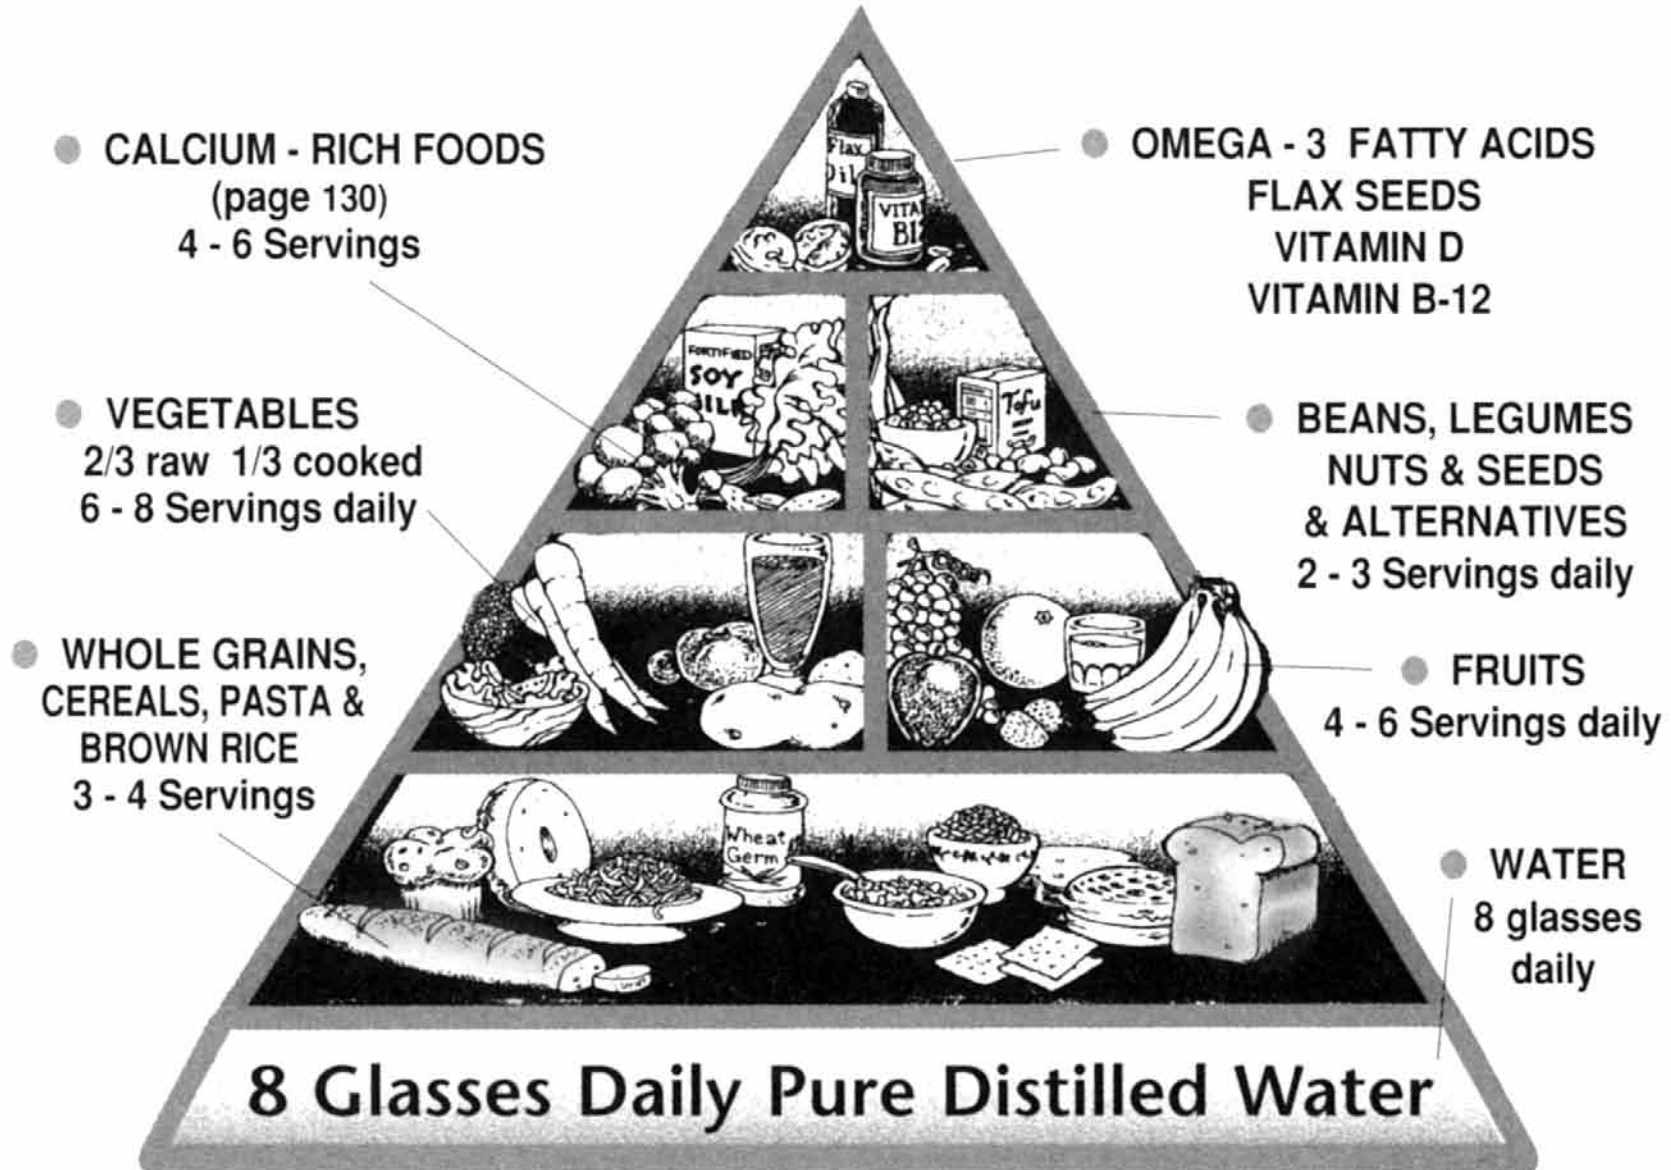 CALCIUM - RICH FOODS
(page 130)
4 - 6 Servings
OMEGA - 3 FATTY ACIDS
FLAX SEEDS
VITAMIN D
VITAMIN B-12
Flax
Oil
VITA
B12
FORTIFIED
SOY
MILK
Tofu
VEGETABLES
2/3 raw 1/3 cooked
6 - 8 Servings daily
BEANS, LEGUMES
NUTS & SEEDS
& ALTERNATIVES
2 - 3 Servings daily
WHOLE GRAINS,
CEREALS, PASTA &
BROWN RICE
3 - 4 Servings
FRUITS
4 - 6 Servings daily
Wheat
Germ
WATER
8 glasses
daily
8 Glasses Daily Pure Distilled Water